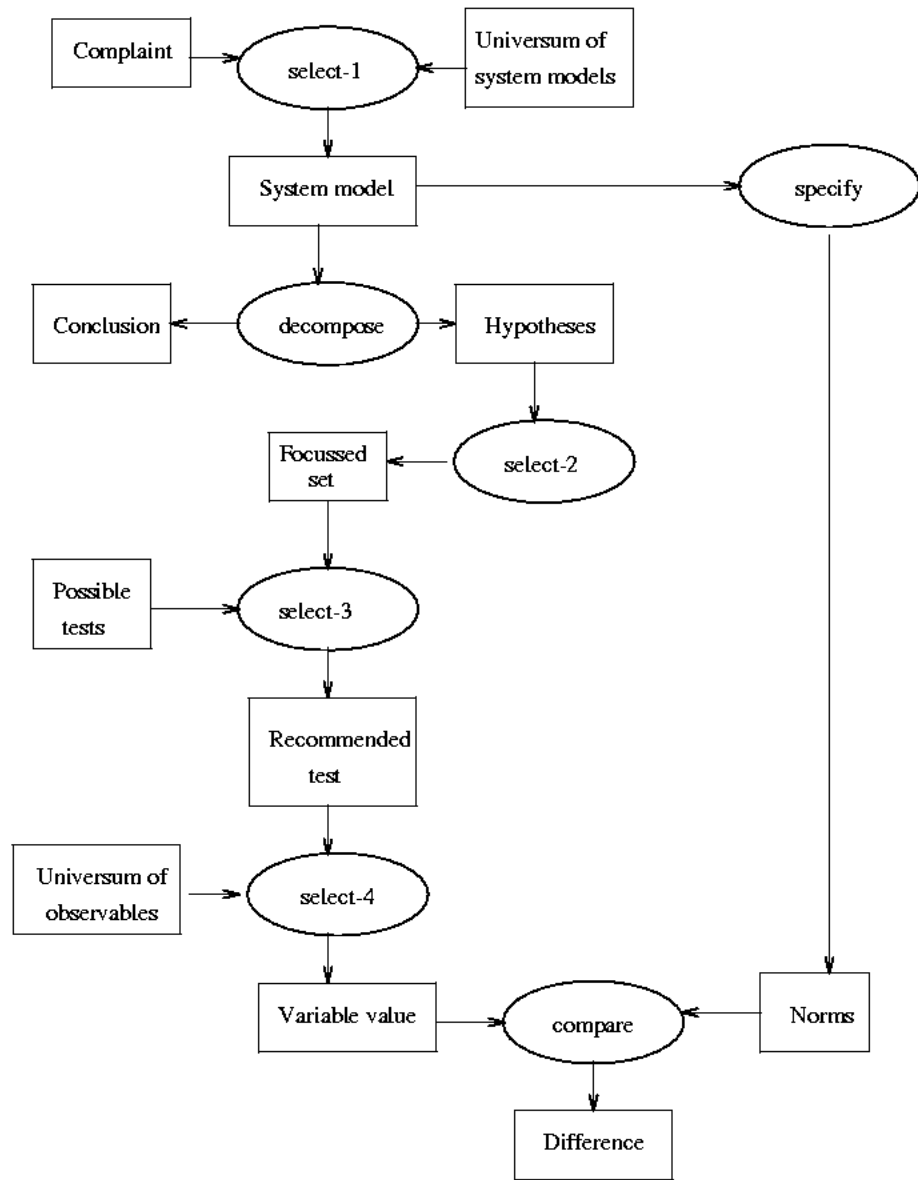 Complaint
select-1
Universum of
system models
System model
specify
Conclusion
decompose
Hypotheses
Focussed
set
select-2
Possible
tests
select-3
Recommended
test
Universum of
observables
select-4
Variable value
compare
Norms
Difference